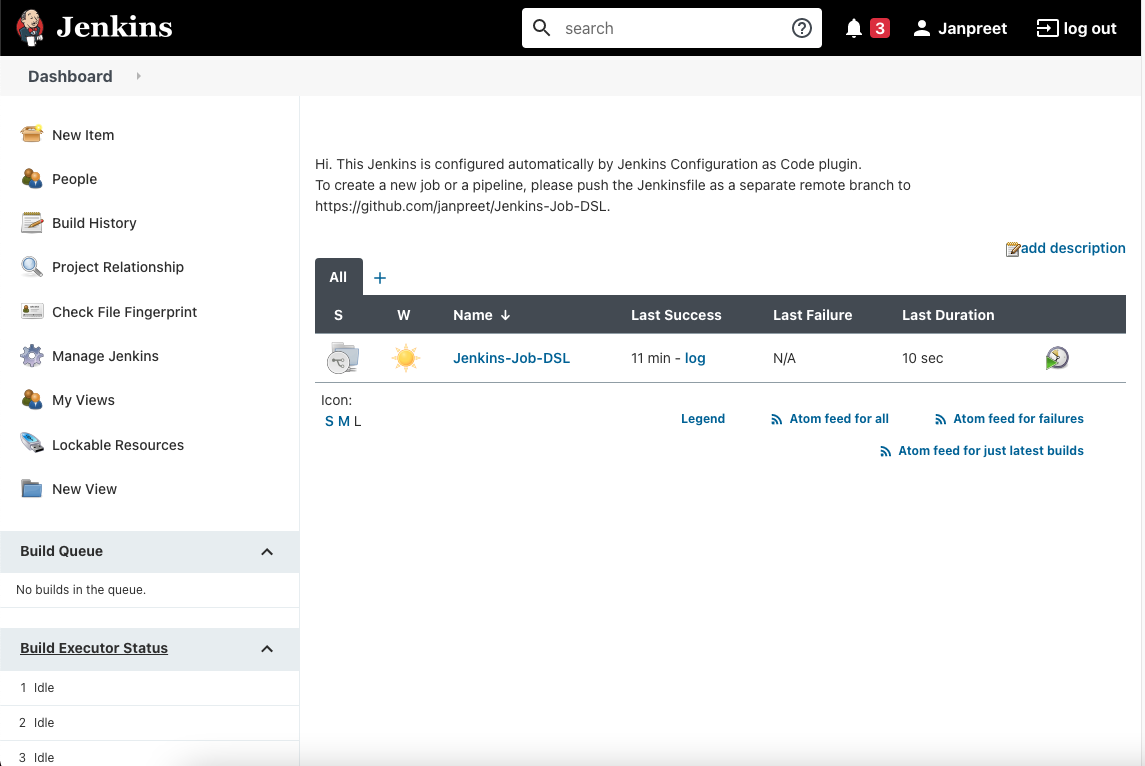 Jenkins
search
3
Janpreet
log out
Dashboard
New Item
People
Build History
Project Relationship
Check File Fingerprint
Manage Jenkins
My Views
Lockable Resources
New View
Build Queue
No builds in the queue.
Build Executor Status
1 Idle
2 Idle
3 Idle
Hi. This Jenkins is configured automatically by Jenkins Configuration as Code plugin.
To create a new job or a pipeline, please push the Jenkinsfile as a separate remote branch to
https://github.com/janpreet/Jenkins-Job-DSL.
add description
All +
S W Name ↓ Last Success Last Failure Last Duration
Jenkins-Job-DSL 11 min - log N/A 10 sec
Icon:
S M L
Legend Atom feed for all Atom feed for failures
Atom feed for just latest builds